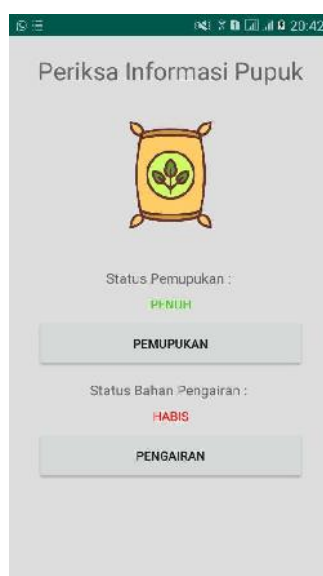 20:42
Periksa Informasi Pupuk
Status Pemupukan :
PENUH
PEMUPUKAN
Status Bahan Pengairan :
HABIS
PENGAIRAN